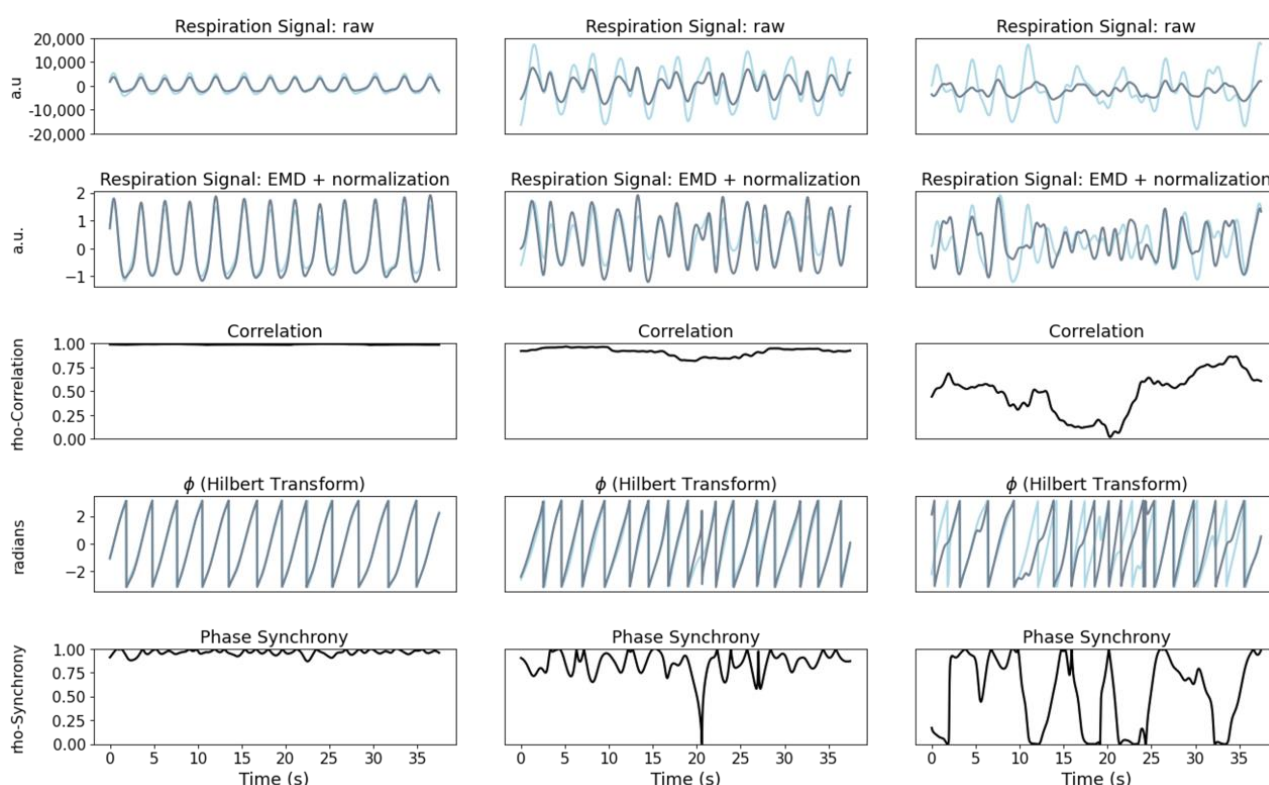 Respiration Signal: raw
Respiration Signal: raw
Respiration Signal: raw
20,000
10,000
0
-10,000
-20,000
a.u
Respiration Signal: EMD + normalization
Respiration Signal: EMD + normalization
Respiration Signal: EMD + normalization
2
1
0
−1
a.u.
Correlation
Correlation
Correlation
1.00
0.75
0.50
0.25
0.00
rho-Correlation
ϕ (Hilbert Transform)
ϕ (Hilbert Transform)
ϕ (Hilbert Transform)
2
0
−2
radians
Phase Synchrony
Phase Synchrony
Phase Synchrony
1.00
0.75
0.50
0.25
0.00
rho-Synchrony
0 5 10 15 20 25 30 35
0 5 10 15 20 25 30 35
0 5 10 15 20 25 30 35
Time (s)
Time (s)
Time (s)